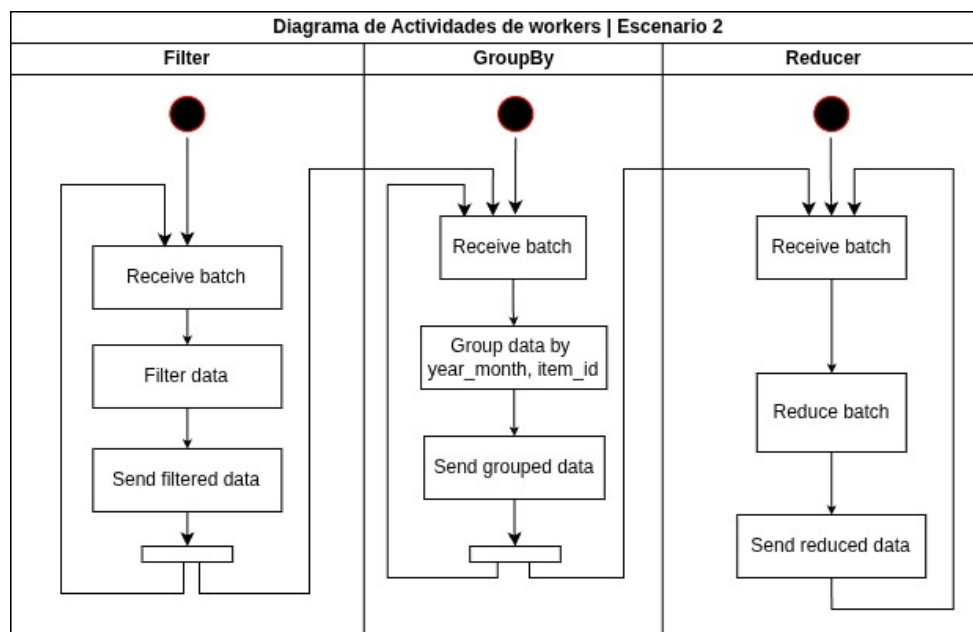 Diagrama de Actividades de workers | Escenario 2
Filter
GroupBy
Reducer
Receive batch
Filter data
Send filtered data
Receive batch
Group data by
year_month, item_id
Send grouped data
Receive batch
Reduce batch
Send reduced data